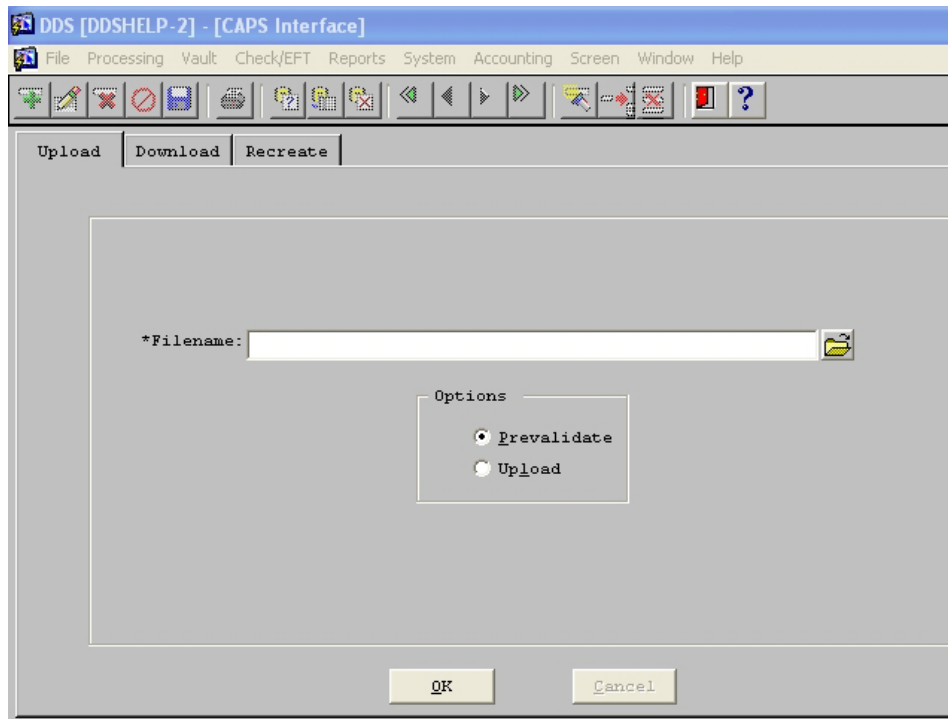 DDS [DDSHELP-2] - [CAPS Interface]
File Processing Vault Check/EFT Reports System Accounting Screen Window Help
Upload Download Recreate
*Filename:
Options
Prevalidate
Upload
OK Cancel